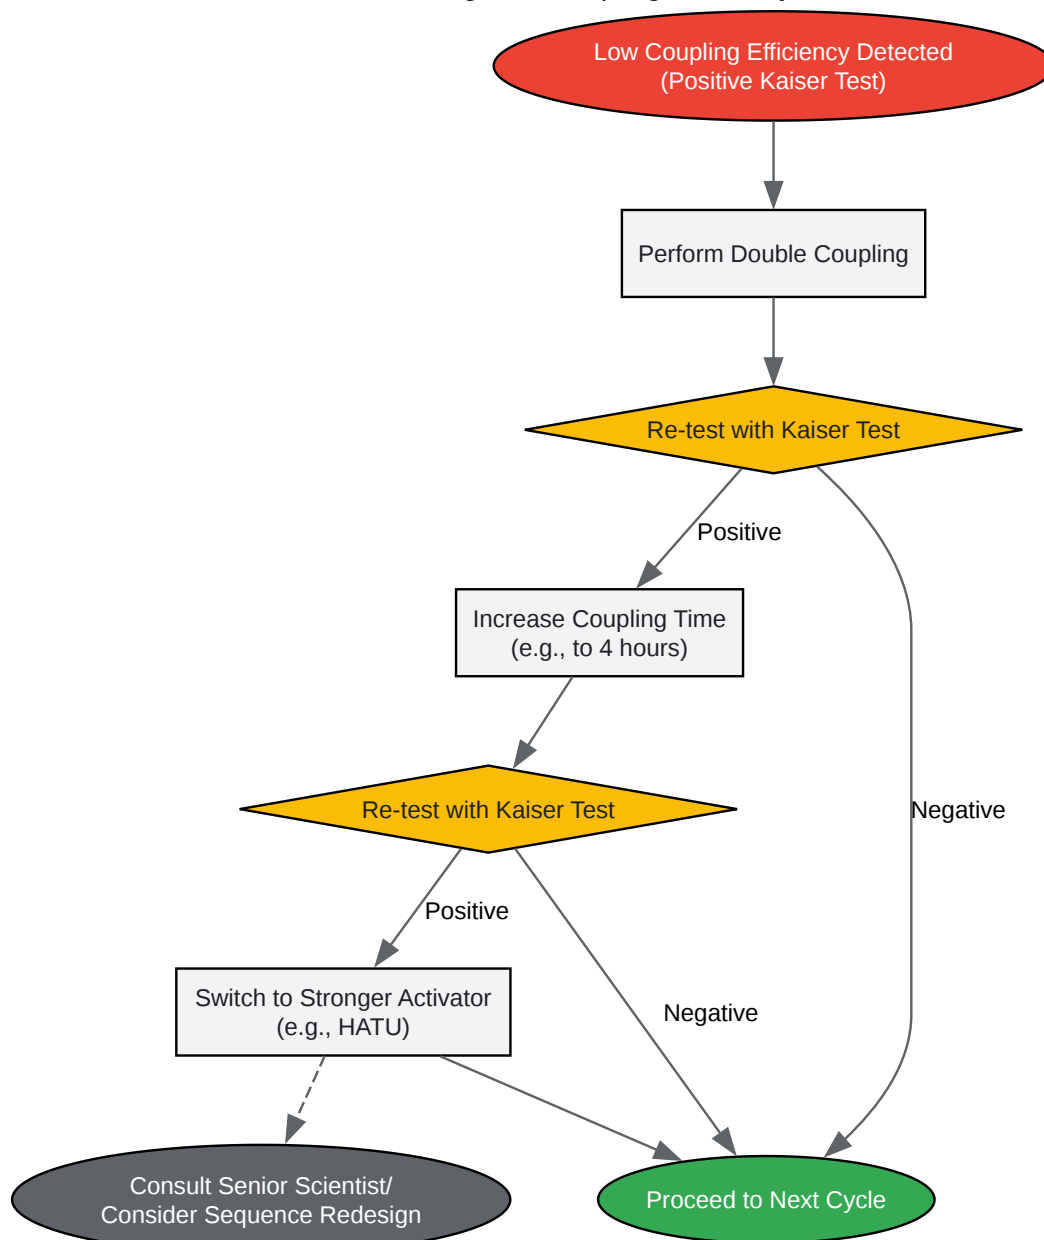 Low Coupling Efficiency Detected
(Positive Kaiser Test)
Perform Double Coupling
Re-test with Kaiser Test
Positive
Increase Coupling Time
(e.g., to 4 hours)
Re-test with Kaiser Test
Negative
Positive
Switch to Stronger Activator
(e.g., HATU)
Negative
Consult Senior Scientist/
Consider Sequence Redesign
Proceed to Next Cycle